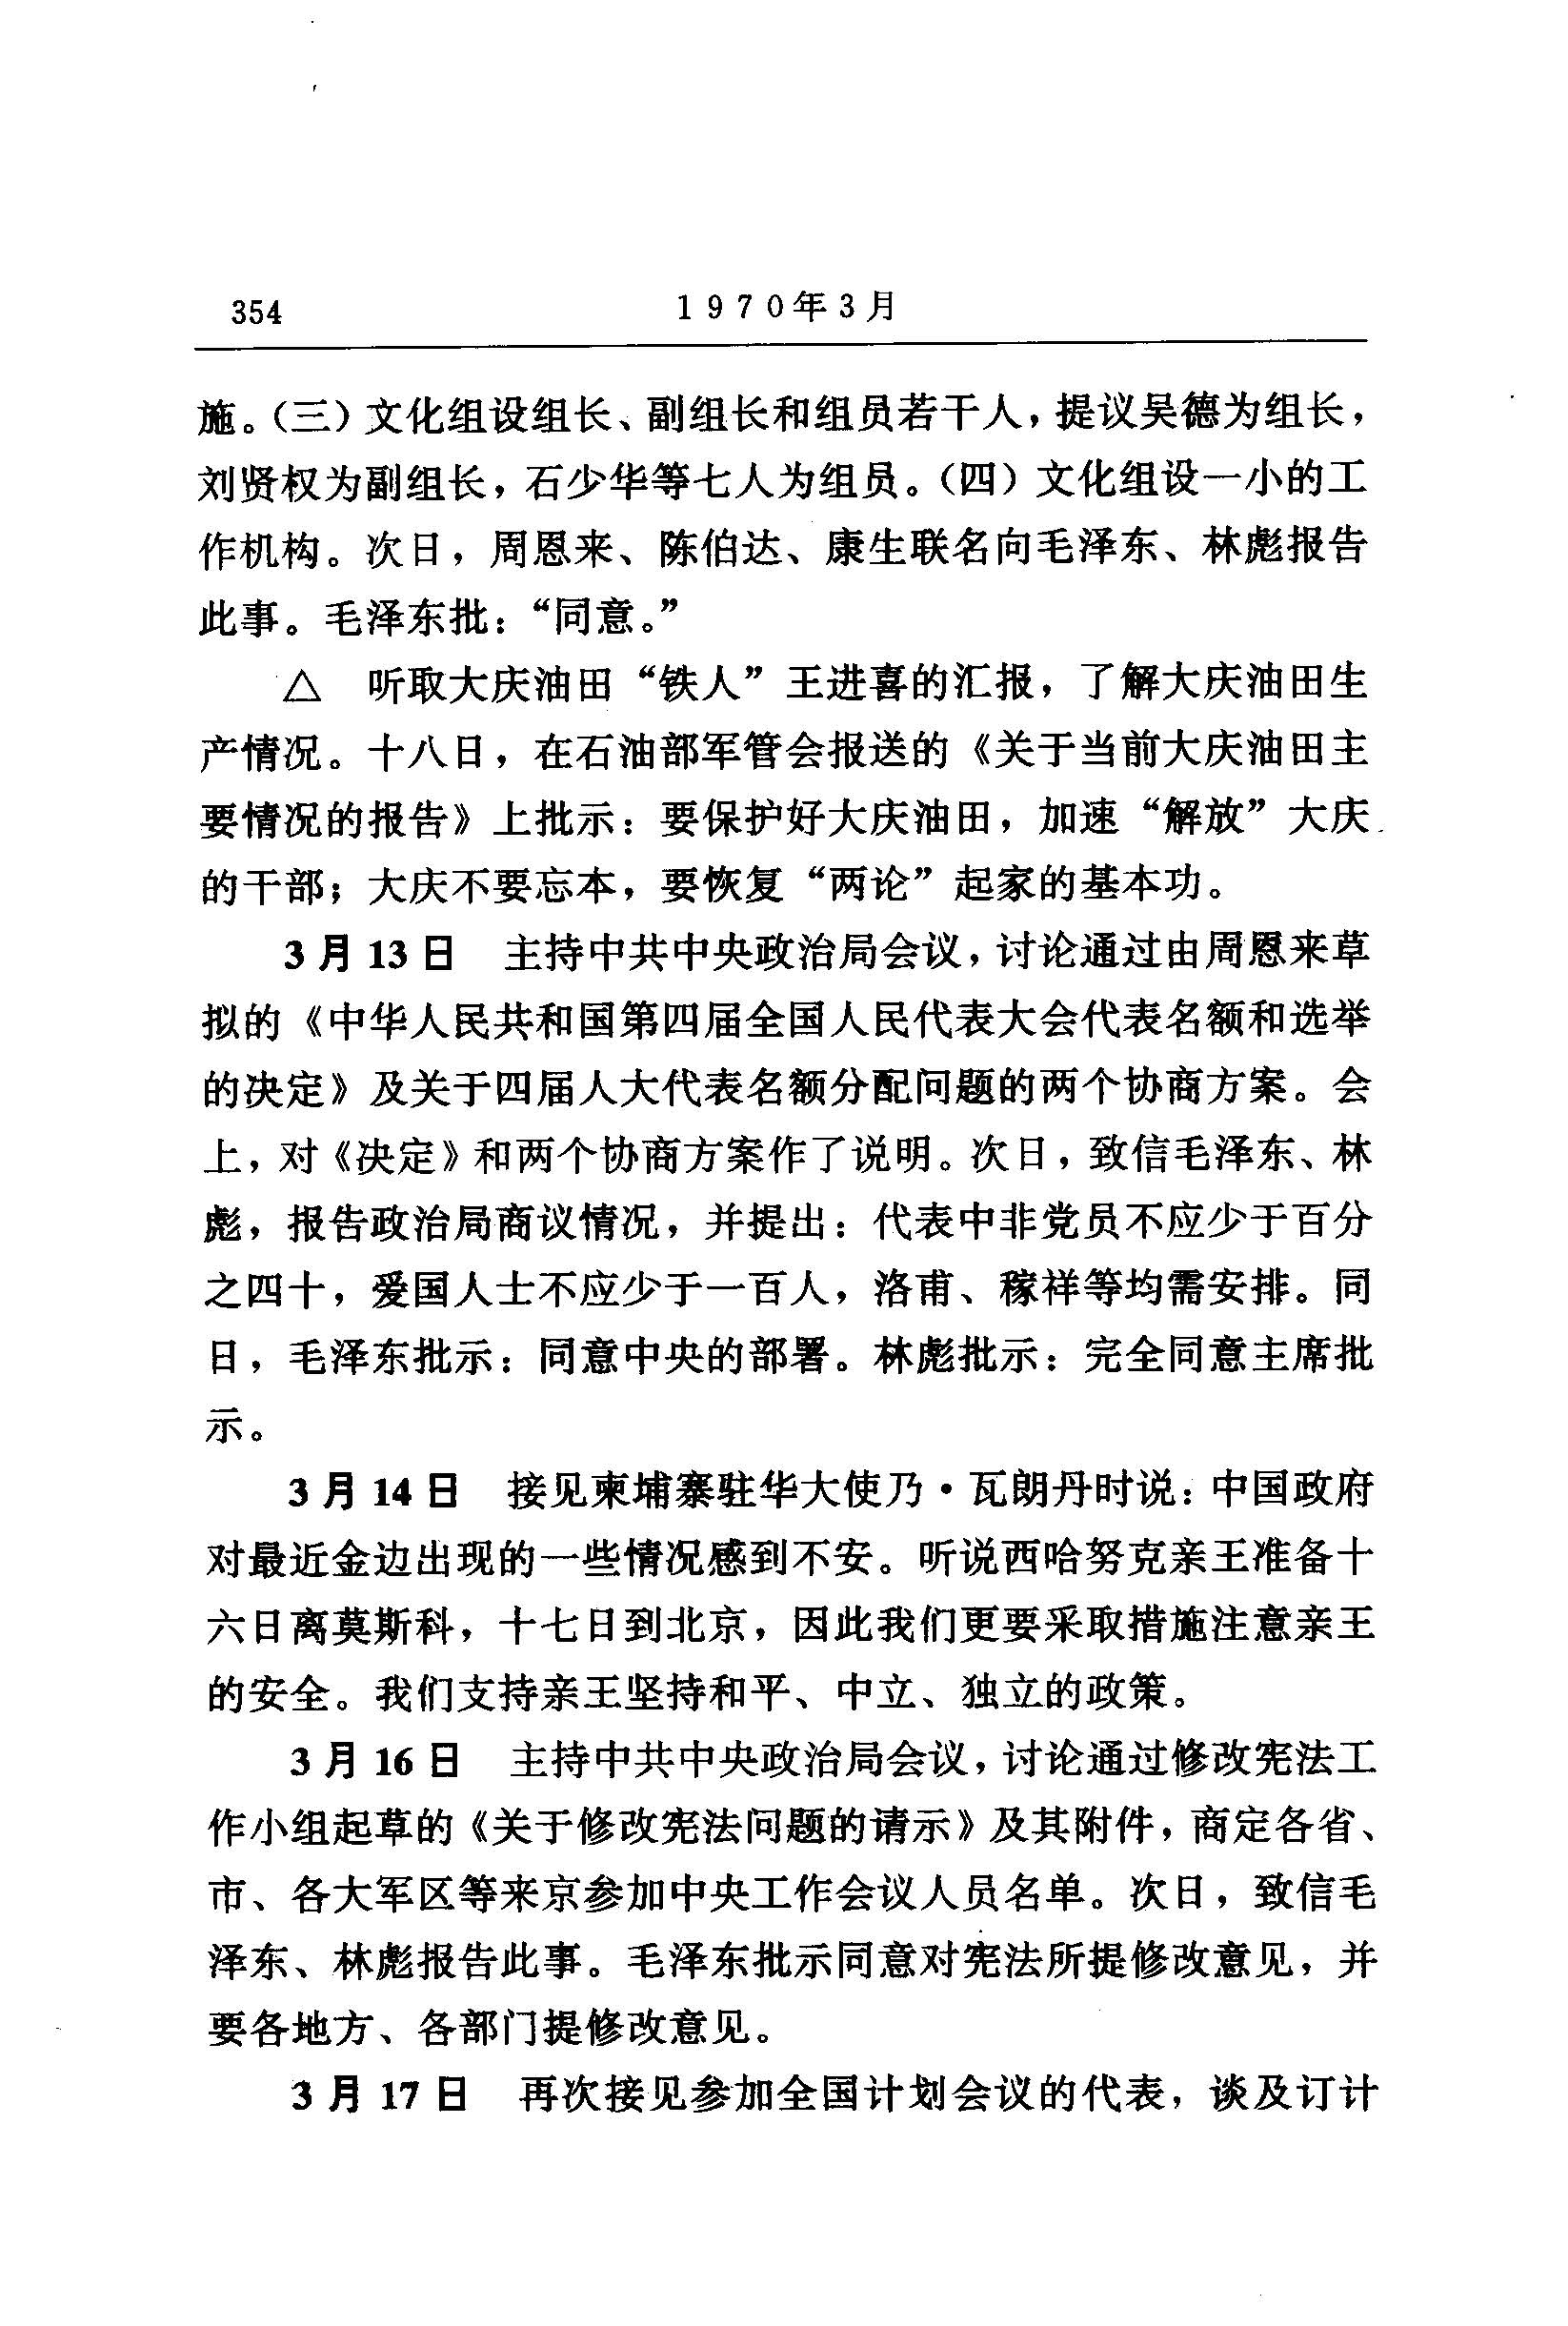 354
1970年3月
施。(三)文化组设组长、副组长和组员若干人,提议吴德为组长,
刘贤权为副组长,石少华等七人为组员。(四)文化组设一小的工
作机构。次日,周恩来、陈伯达、康生联名向毛泽东、林彪报告
此事。毛泽东批:“同意。”
△ 听取大庆油田“铁人”王进喜的汇报,了解大庆油田生
产情况。十八日,在石油部军管会报送的《关于当前大庆油田主
要情况的报告》上批示:要保护好大庆油田,加速“解放”大庆
的干部;大庆不要忘本,要恢复“两论”起家的基本功。
3月13日 主持中共中央政治局会议,讨论通过由周恩来草
拟的《中华人民共和国第四届全国人民代表大会代表名额和选举
的决定》及关于四届人大代表名额分配问题的两个协商方案。会
上,对《决定》和两个协商方案作了说明。次日,致信毛泽东、林
彪,报告政治局商议情况,并提出:代表中非党员不应少于百分
之四十,爱国人士不应少于一百人,洛甫、稼祥等均需安排。同
日,毛泽东批示:同意中央的部署。林彪批示:完全同意主席批
示。
3月14日 接见柬埔寨驻华大使乃·瓦朗丹时说:中国政府
对最近金边出现的一些情况感到不安。听说西哈努克亲王准备十
六日离莫斯科,十七日到北京,因此我们更要采取措施注意亲王
的安全。我们支持亲王坚持和平、中立、独立的政策。
3月16日 主持中共中央政治局会议,讨论通过修改宪法工
作小组起草的《关于修改宪法问题的请示》及其附件,商定各省、
市、各大军区等来京参加中央工作会议人员名单。次日,致信毛
泽东、林彪报告此事。毛泽东批示同意对宪法所提修改意见,并
要各地方、各部门提修改意见。
3月17日 再次接见参加全国计划会议的代表,谈及订计